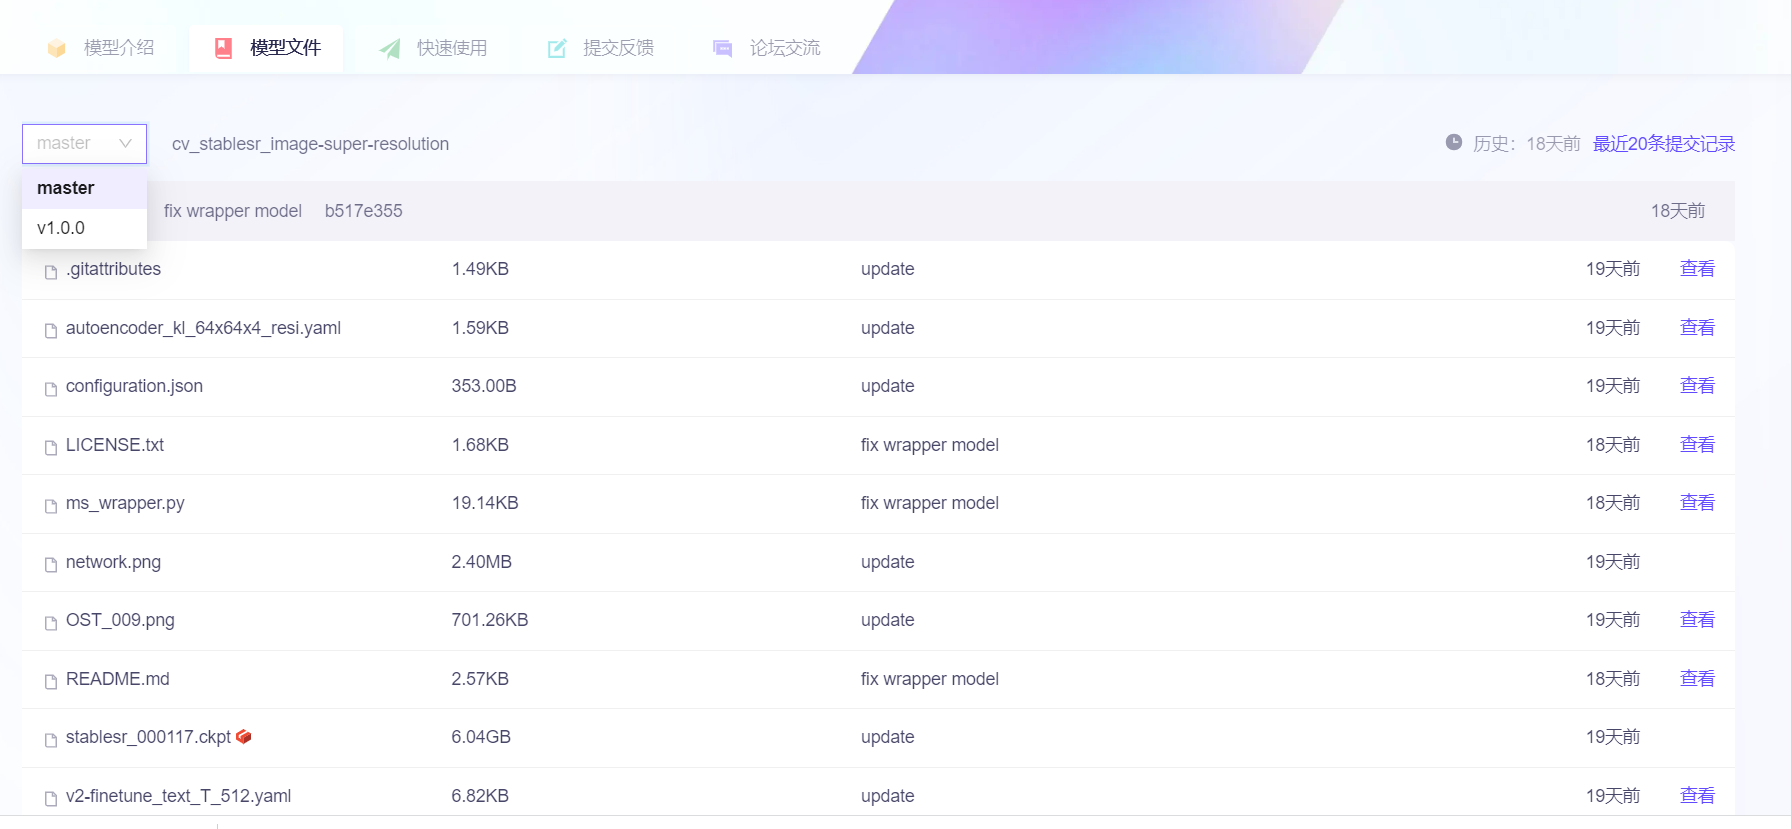 模型介绍 模型文件 快速使用 提交反馈 论坛交流
master cv_stablesr_image-super-resolution 历史：18天前 最近20条提交记录
master
fix wrapper model b517e355 18天前
v1.0.0
.gitattributes 1.49KB update 19天前 查看
autoencoder_kl_64x64x4_resi.yaml 1.59KB update 19天前 查看
configuration.json 353.00B update 19天前 查看
LICENSE.txt 1.68KB fix wrapper model 18天前 查看
ms_wrapper.py 19.14KB fix wrapper model 18天前 查看
network.png 2.40MB update 19天前
OST_009.png 701.26KB update 19天前 查看
README.md 2.57KB fix wrapper model 18天前 查看
stablesr_000117.ckpt 6.04GB update 19天前
v2-finetune_text_T_512.yaml 6.82KB update 19天前 查看